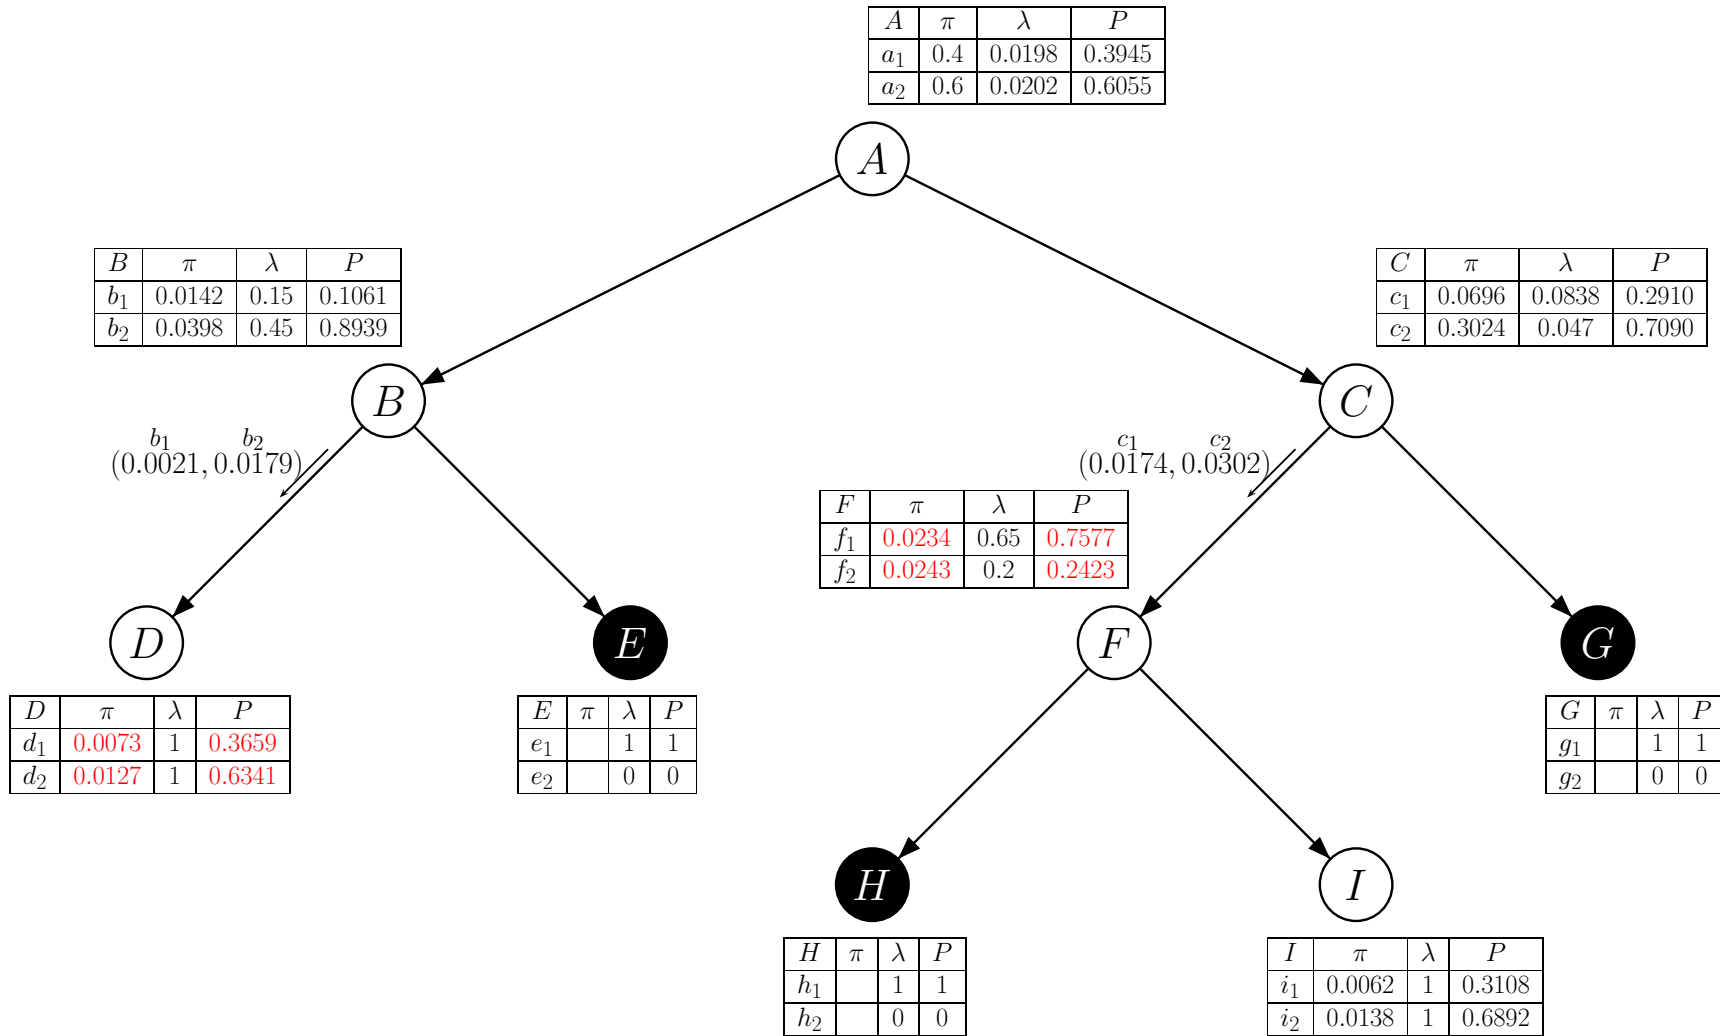 A π λ P
a₁ 0.4 0.0198 0.3945
a₂ 0.6 0.0202 0.6055
A
B π λ P
b₁ 0.0142 0.15 0.1061
b₂ 0.0398 0.45 0.8939
C π λ P
c₁ 0.0696 0.0838 0.2910
c₂ 0.3024 0.047 0.7090
B
C
b₁ b₂
(0.0021, 0.0179)
c₁ c₂
(0.0174, 0.0302)
F π λ P
f₁ 0.0234 0.65 0.7577
f₂ 0.0243 0.2 0.2423
D
E
F
G
D π λ P
d₁ 0.0073 1 0.3659
d₂ 0.0127 1 0.6341
E π λ P
e₁ 1 1
e₂ 0 0
G π λ P
g₁ 1 1
g₂ 0 0
H
I
H π λ P
h₁ 1 1
h₂ 0 0
I π λ P
i₁ 0.0062 1 0.3108
i₂ 0.0138 1 0.6892